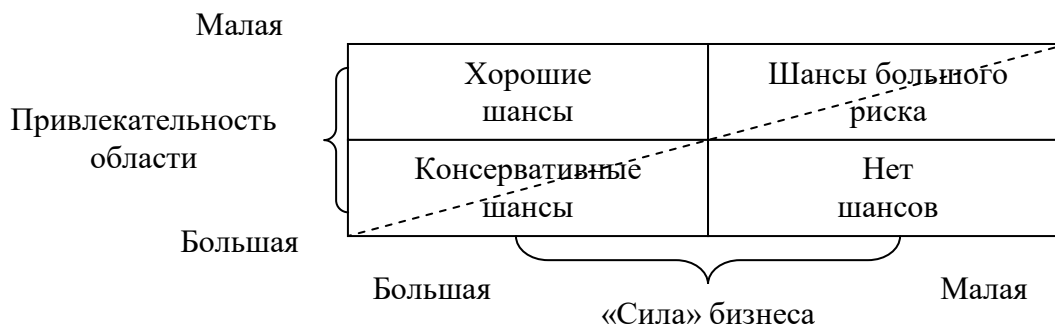 Малая
Хорошие
шансы
Шансы большого
риска
Привлекательность
области
Консервативные
шансы
Нет
шансов
Большая
Большая
Малая
«Сила» бизнеса